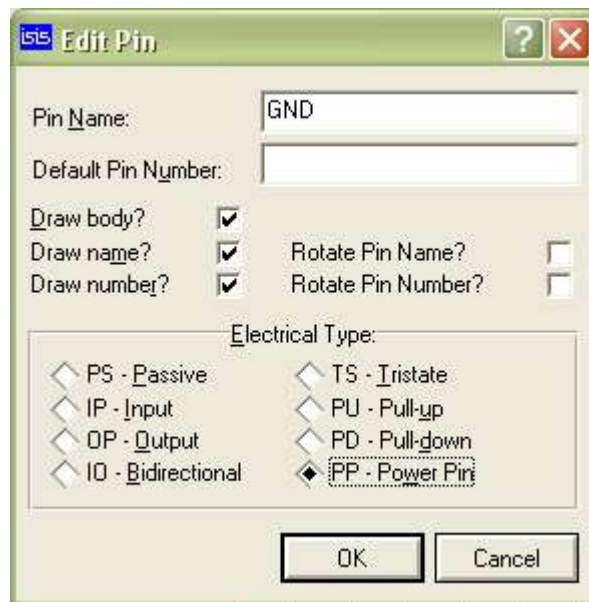 isis Edit Pin ?
Pin Name: GND
Default Pin Number:
Draw body?
Draw name? Rotate Pin Name?
Draw number? Rotate Pin Number?
Electrical Type:
PS - Passive TS - Tristate
IP - Input PU - Pull-up
OP - Output PD - Pull-down
IO - Bidirectional PP - Power Pin
OK Cancel